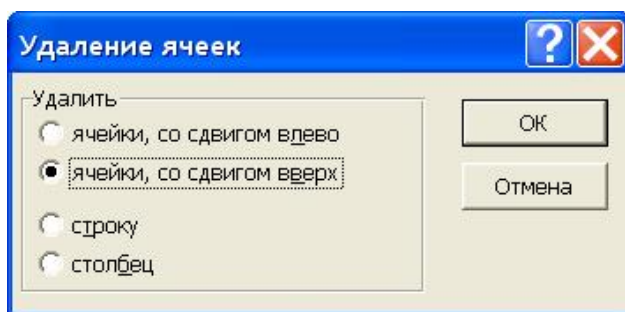 Удаление ячеек
Удалить
ячейки, со сдвигом влево
ячейки, со сдвигом вверх
строку
столбец
ОК
Отмена